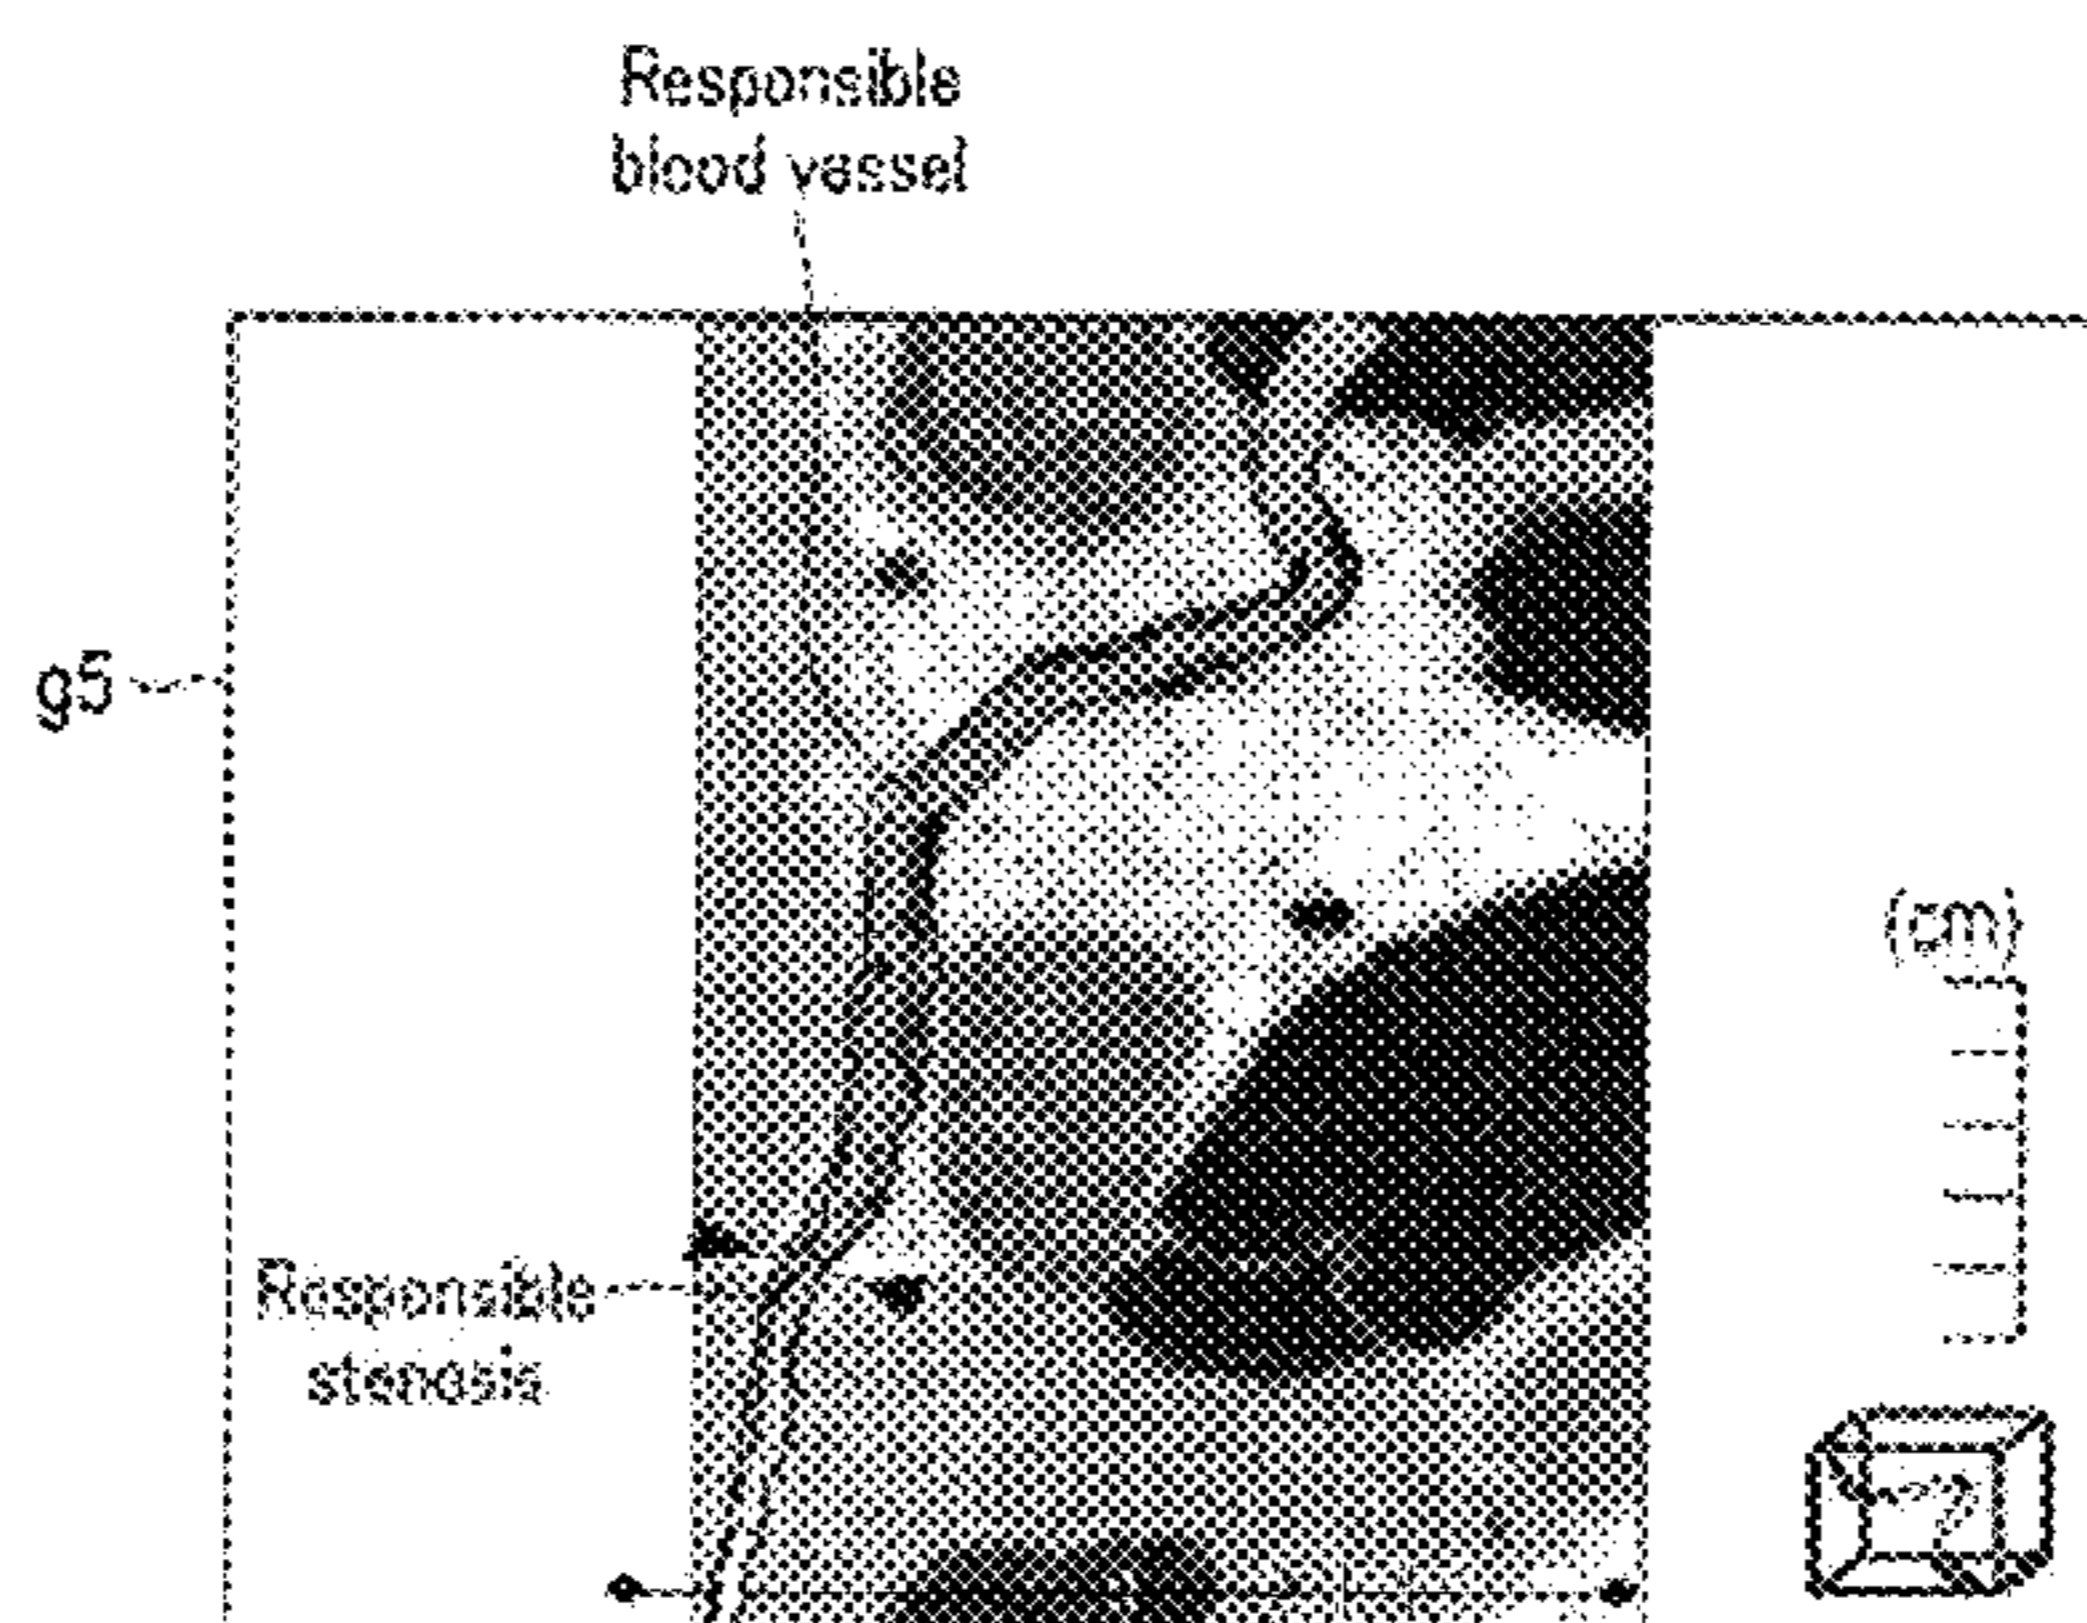 Responsible
blood vessel
g5
(cm)
Responsible
stenosis